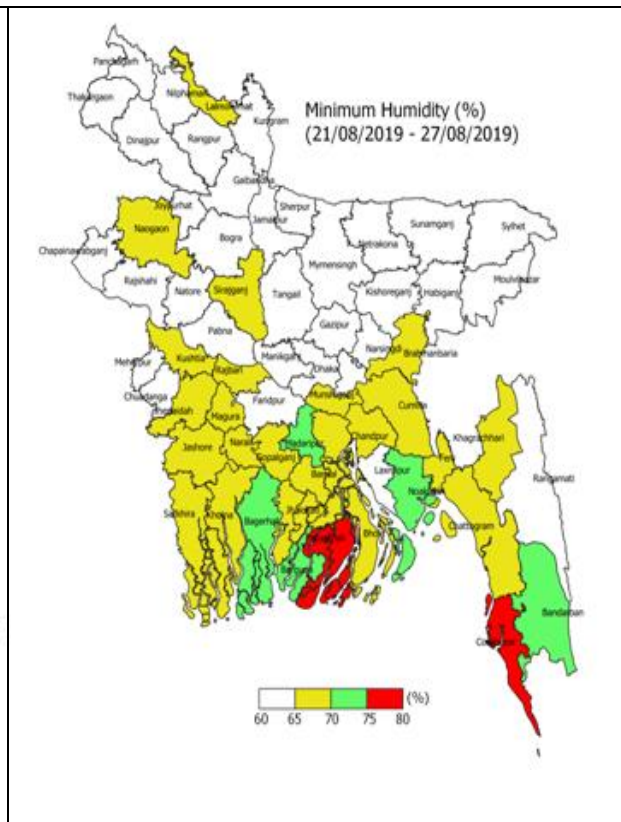 Panchagarh
Thakurgaon
Nilphamari
Lalmonirhat
Kurigram
Minimum Humidity (%)
(21/08/2019 - 27/08/2019)
Dinajpur
Rangpur
Gaibandha
Joypurhat
Sherpur
Jamalpur
Sunamganj
Sylhet
Naogaon
Bogra
Netrakona
Chapainawabganj
Mymensingh
Moulvibazar
Rajshahi
Natore
Sirajganj
Tangail
Kishoreganj
Habiganj
Pabna
Gazipur
Narsingdi
Brahmanbaria
Meherpur
Kushtia
Manikganj
Dhaka
Rajbari
Chuadanga
Faridpur
Munshiganj
Jhenaidah
Magura
Cumilla
Madaripur
Chandpur
Khagrachhari
Jashore
Narail
Gopalganj
Feni
Barisal
Laxmipur
Rangamati
Noakhali
Satkhira
Khulna
Bagerhat
Jhalokati
Chattogram
Bhola
Barguna
Bandarban
(%)
60 65 70 75 80